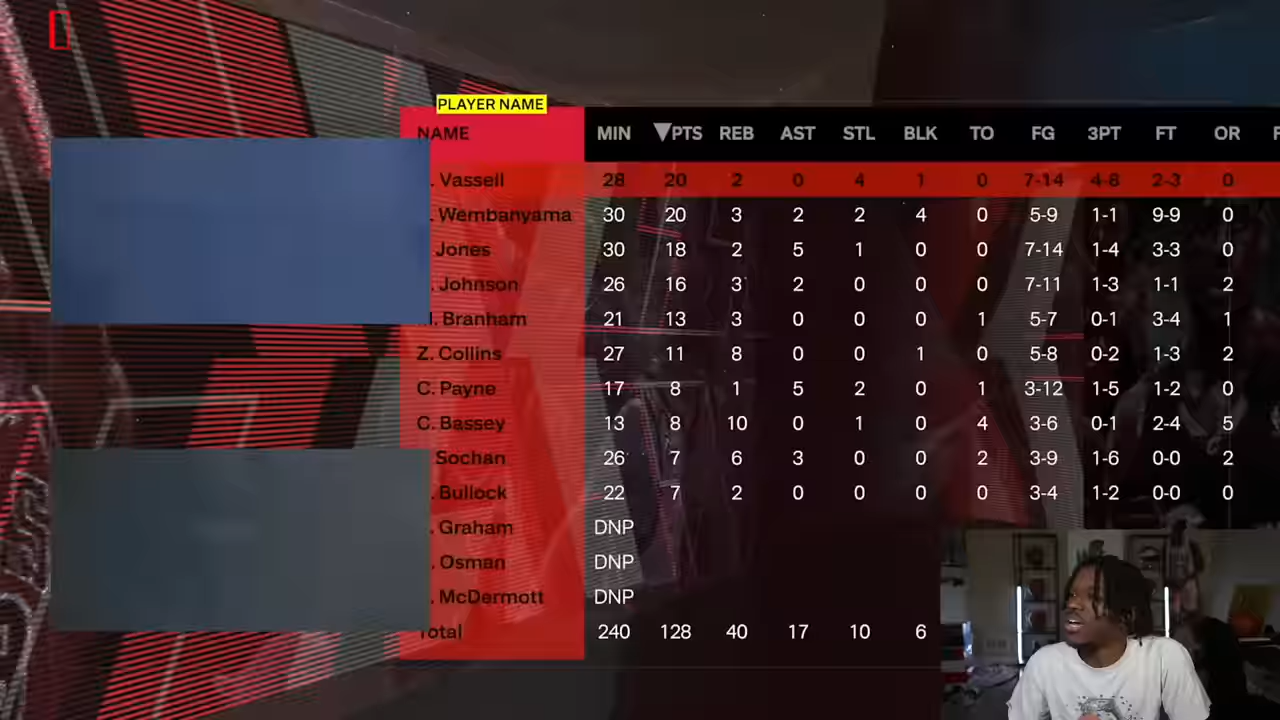 PLAYER NAME
NAME MIN ▼PTS REB AST STL BLK TO FG 3PT FT OR
. Vassell 28 20 2 0 4 1 0 7-14 4-8 2-3 0
. Wembanyama 30 20 3 2 2 4 0 5-9 1-1 9-9 0
Jones 30 18 2 5 1 0 0 7-14 1-4 3-3 0
. Johnson 26 16 3 2 0 0 0 7-11 1-3 1-1 2
. Branham 21 13 3 0 0 0 1 5-7 0-1 3-4 1
Z. Collins 27 11 8 0 0 1 0 5-8 0-2 1-3 2
C. Payne 17 8 1 5 2 0 1 3-12 1-5 1-2 0
C. Bassey 13 8 10 0 1 0 4 3-6 0-1 2-4 5
Sochan 26 7 6 3 0 0 2 3-9 1-6 0-0 2
. Bullock 22 7 2 0 0 0 0 3-4 1-2 0-0 0
. Graham DNP
. Osman DNP
. McDermott DNP
Total 240 128 40 17 10 6